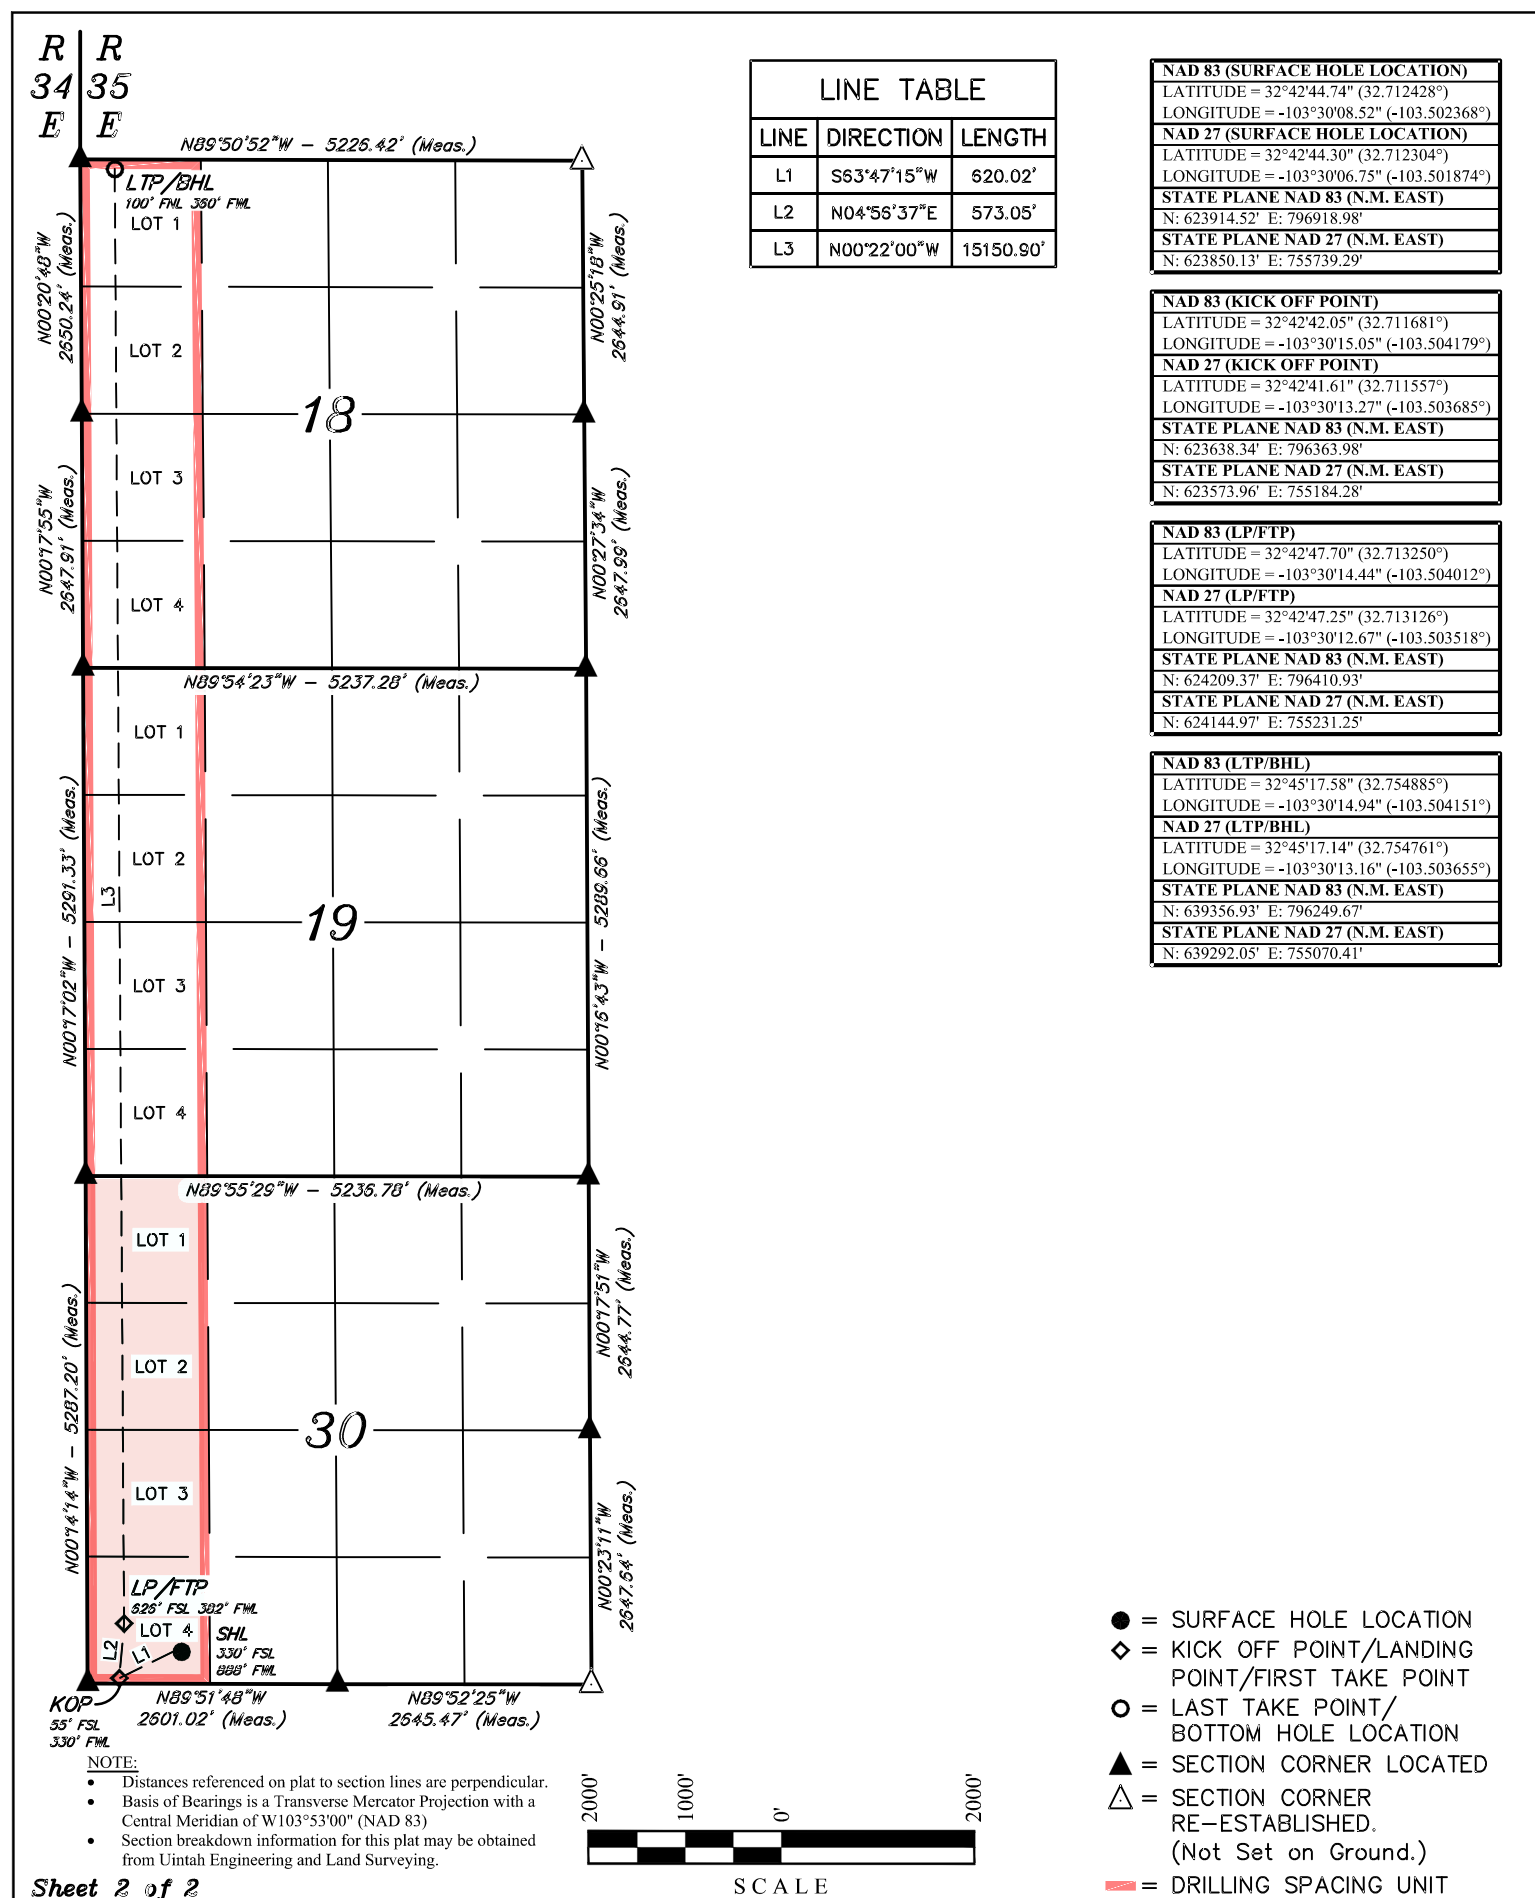 R R
34 35
E E
N89°50'52"W – 5226.42' (Meas.)
LTP/BHL
100' FNL 360' FWL
LOT 1
N00°20'48"W
2650.24' (Meas.)
N00°25'18"W
2644.91' (Meas.)
LOT 2
18
LOT 3
N00°17'55"W
2647.91' (Meas.)
N00°27'34"W
2647.99' (Meas.)
LOT 4
N89°54'23"W – 5237.28' (Meas.)
LOT 1
LOT 2
N00°17'02"W – 5291.33' (Meas.)
L3
19
N00°16'43"W – 5289.66' (Meas.)
LOT 3
LOT 4
N89°55'29"W – 5236.78' (Meas.)
LOT 1
N00°17'51"W
2644.77' (Meas.)
LOT 2
N00°14'14"W – 5287.20' (Meas.)
30
LOT 3
N00°23'11"W
2647.54' (Meas.)
LP/FTP
626' FSL 382' FWL
LOT 4
L2
L1
SHL
330' FSL
888' FWL
KOP
55' FSL
330' FWL
N89°51'48"W
2601.02' (Meas.)
N89°52'25"W
2645.47' (Meas.)
LINE TABLE
LINE DIRECTION LENGTH
L1 S63°47'15"W 620.02'
L2 N04°56'37"E 573.05'
L3 N00°22'00"W 15150.90'
NAD 83 (SURFACE HOLE LOCATION)
LATITUDE = 32°42'44.74" (32.712428°)
LONGITUDE = -103°30'08.52" (-103.502368°)
NAD 27 (SURFACE HOLE LOCATION)
LATITUDE = 32°42'44.30" (32.712304°)
LONGITUDE = -103°30'06.75" (-103.501874°)
STATE PLANE NAD 83 (N.M. EAST)
N: 623914.52' E: 796918.98'
STATE PLANE NAD 27 (N.M. EAST)
N: 623850.13' E: 755739.29'
NAD 83 (KICK OFF POINT)
LATITUDE = 32°42'42.05" (32.711681°)
LONGITUDE = -103°30'15.05" (-103.504179°)
NAD 27 (KICK OFF POINT)
LATITUDE = 32°42'41.61" (32.711557°)
LONGITUDE = -103°30'13.27" (-103.503685°)
STATE PLANE NAD 83 (N.M. EAST)
N: 623638.34' E: 796363.98'
STATE PLANE NAD 27 (N.M. EAST)
N: 623573.96' E: 755184.28'
NAD 83 (LP/FTP)
LATITUDE = 32°42'47.70" (32.713250°)
LONGITUDE = -103°30'14.44" (-103.504012°)
NAD 27 (LP/FTP)
LATITUDE = 32°42'47.25" (32.713126°)
LONGITUDE = -103°30'12.67" (-103.503518°)
STATE PLANE NAD 83 (N.M. EAST)
N: 624209.37' E: 796410.93'
STATE PLANE NAD 27 (N.M. EAST)
N: 624144.97' E: 755231.25'
NAD 83 (LTP/BHL)
LATITUDE = 32°45'17.58" (32.754885°)
LONGITUDE = -103°30'14.94" (-103.504151°)
NAD 27 (LTP/BHL)
LATITUDE = 32°45'17.14" (32.754761°)
LONGITUDE = -103°30'13.16" (-103.503655°)
STATE PLANE NAD 83 (N.M. EAST)
N: 639356.93' E: 796249.67'
STATE PLANE NAD 27 (N.M. EAST)
N: 639292.05' E: 755070.41'
NOTE:
• Distances referenced on plat to section lines are perpendicular.
• Basis of Bearings is a Transverse Mercator Projection with a
Central Meridian of W103°53'00" (NAD 83)
• Section breakdown information for this plat may be obtained
from Uintah Engineering and Land Surveying.
Sheet 2 of 2
2000' 1000' 0' 2000'
SCALE
= SURFACE HOLE LOCATION
= KICK OFF POINT/LANDING
POINT/FIRST TAKE POINT
= LAST TAKE POINT/
BOTTOM HOLE LOCATION
= SECTION CORNER LOCATED
= SECTION CORNER
RE-ESTABLISHED.
(Not Set on Ground.)
= DRILLING SPACING UNIT